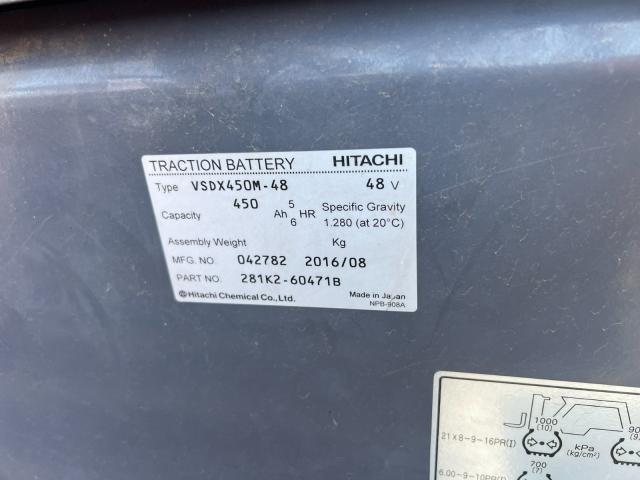 TRACTION BATTERY HITACHI
Type VSDX450M-48 48 V
Capacity 450 Ah 5 6 HR Specific Gravity
1.280 (at 20°C)
Assembly Weight Kg
MFG. NO. 042782 2016/08
PART NO. 281K2-60471B
Hitachi Chemical Co., Ltd. Made in Japan
NPB-908A
1000
(10)
21 x 8-9-16PR(I) kPa
(kg/cm²)
700
(7)
6.00-9-10PR(I)